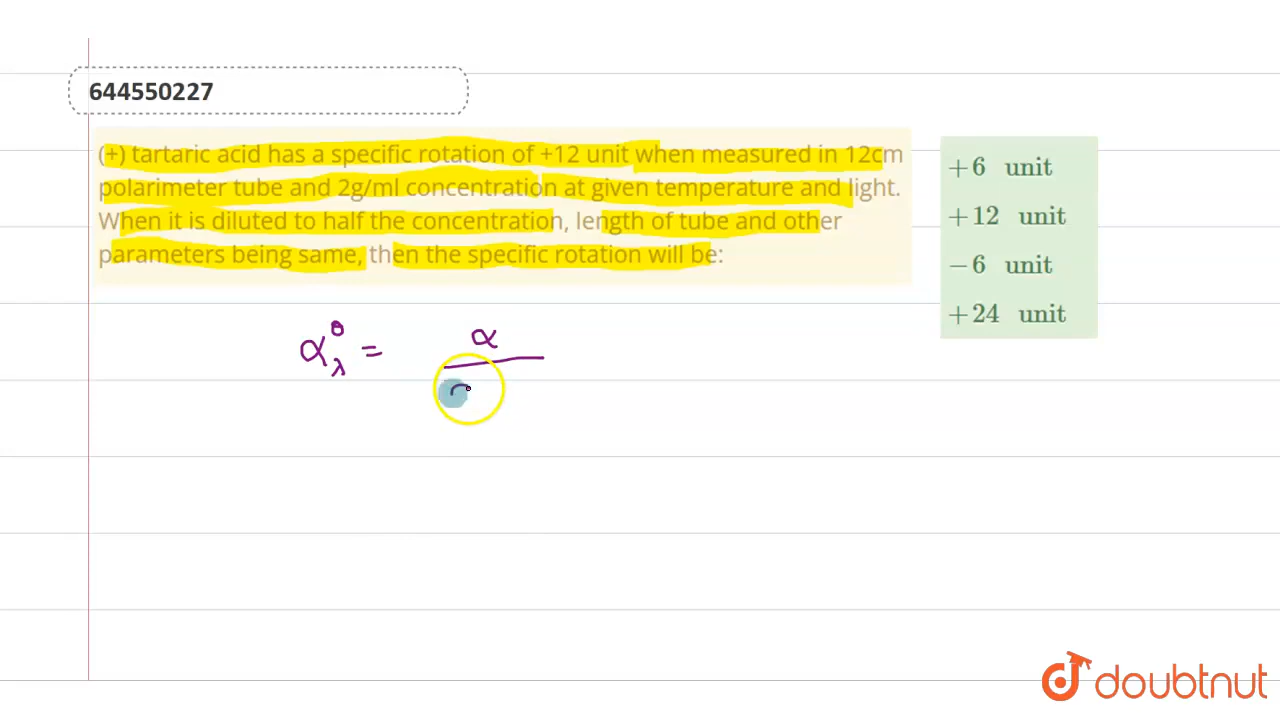 644550227
(+) tartaric acid has a specific rotation of +12 unit when measured in 12cm
polarimeter tube and 2g/ml concentration at given temperature and light.
When it is diluted to half the concentration, length of tube and other
parameters being same, then the specific rotation will be:
+6 unit
+12 unit
−6 unit
+24 unit
α^θ_λ = α
doubtnut